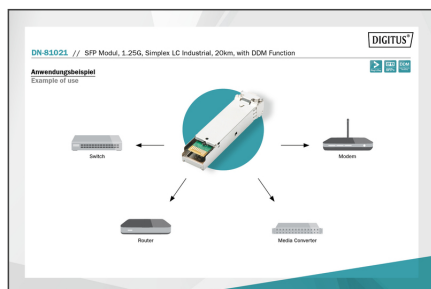 DIGITUS®
DN-81021 // SFP Modul, 1.25G, Simplex LC Industrial, 20km, with DDM Function
DDM
Anwendungsbeispiel
Example of use
Switch
Modem
Router
Media Converter